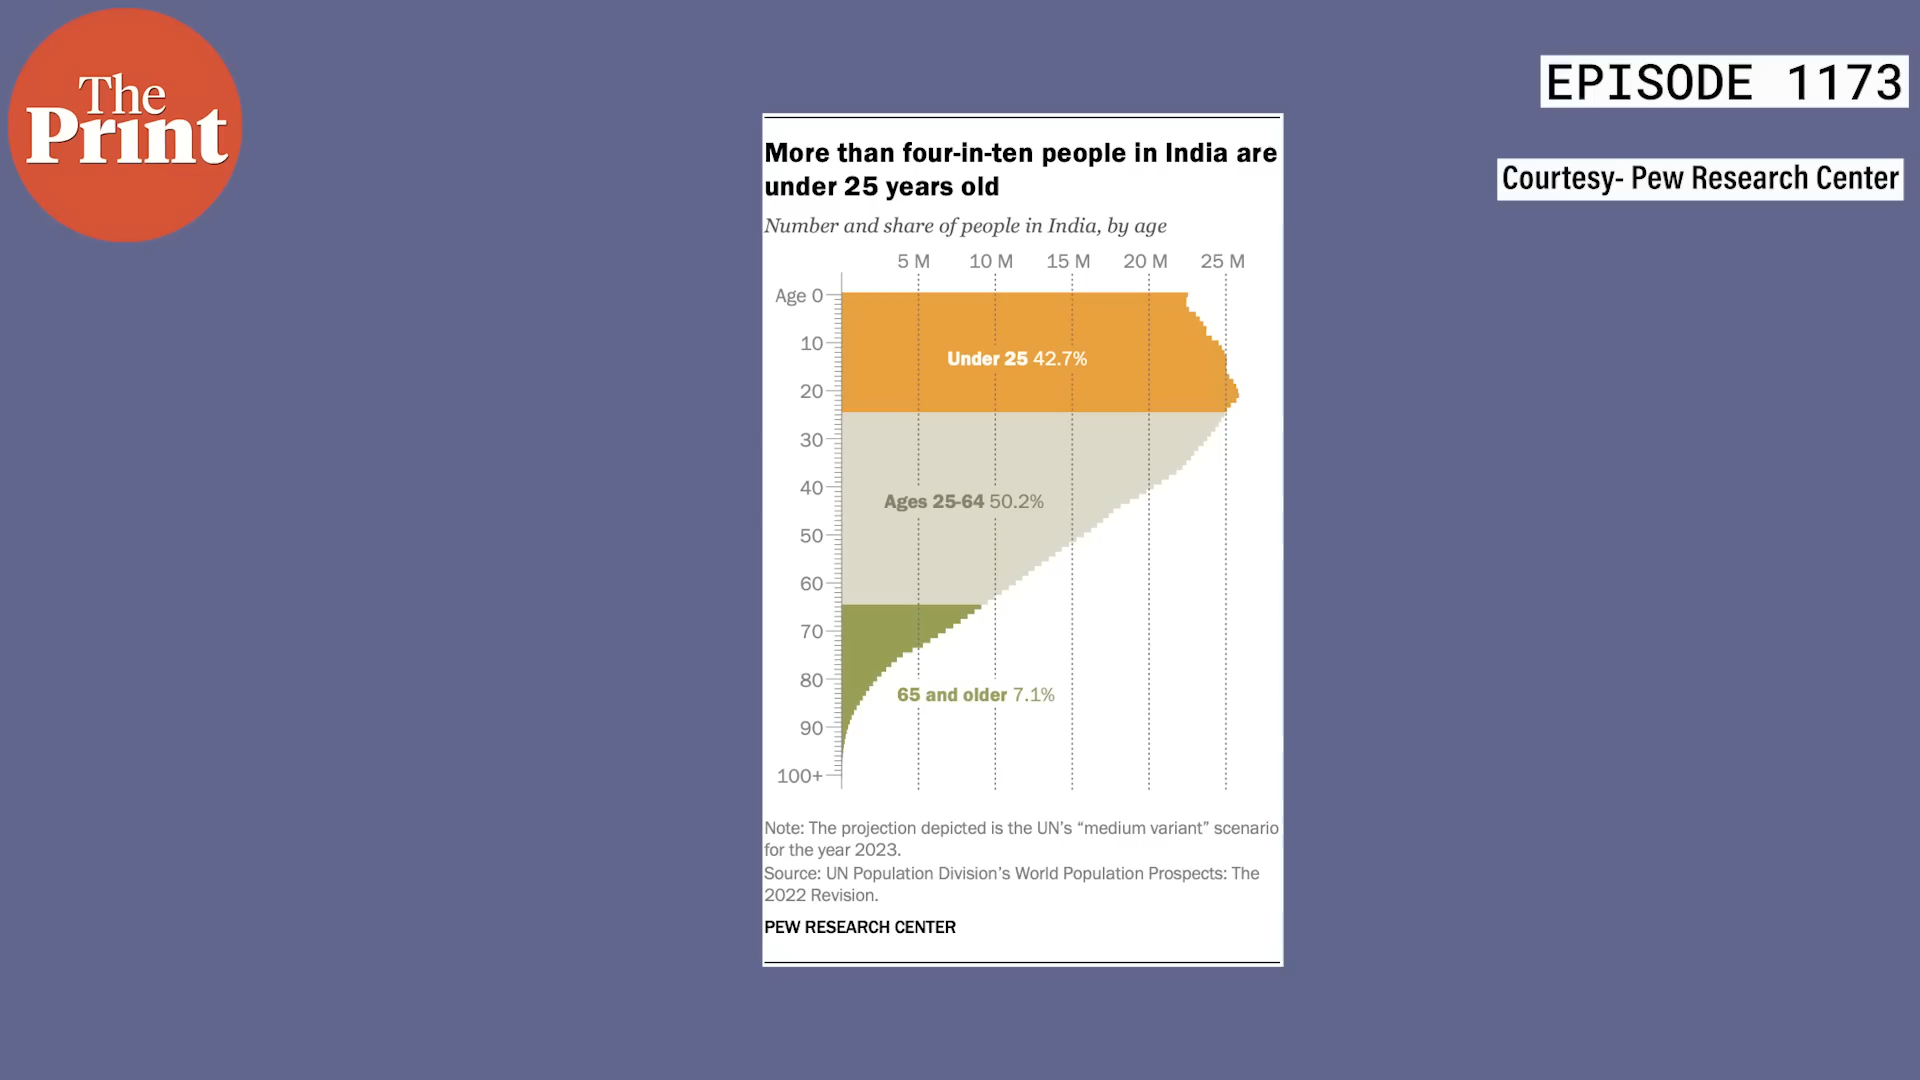 The
Print
EPISODE 1173
Courtesy- Pew Research Center
More than four-in-ten people in India are
under 25 years old
Number and share of people in India, by age
5 M 10 M 15 M 20 M 25 M
Age 0
10
Under 25 42.7%
20
30
40
Ages 25-64 50.2%
50
60
70
80
65 and older 7.1%
90
100+
Note: The projection depicted is the UN’s “medium variant” scenario
for the year 2023.
Source: UN Population Division’s World Population Prospects: The
2022 Revision.
PEW RESEARCH CENTER